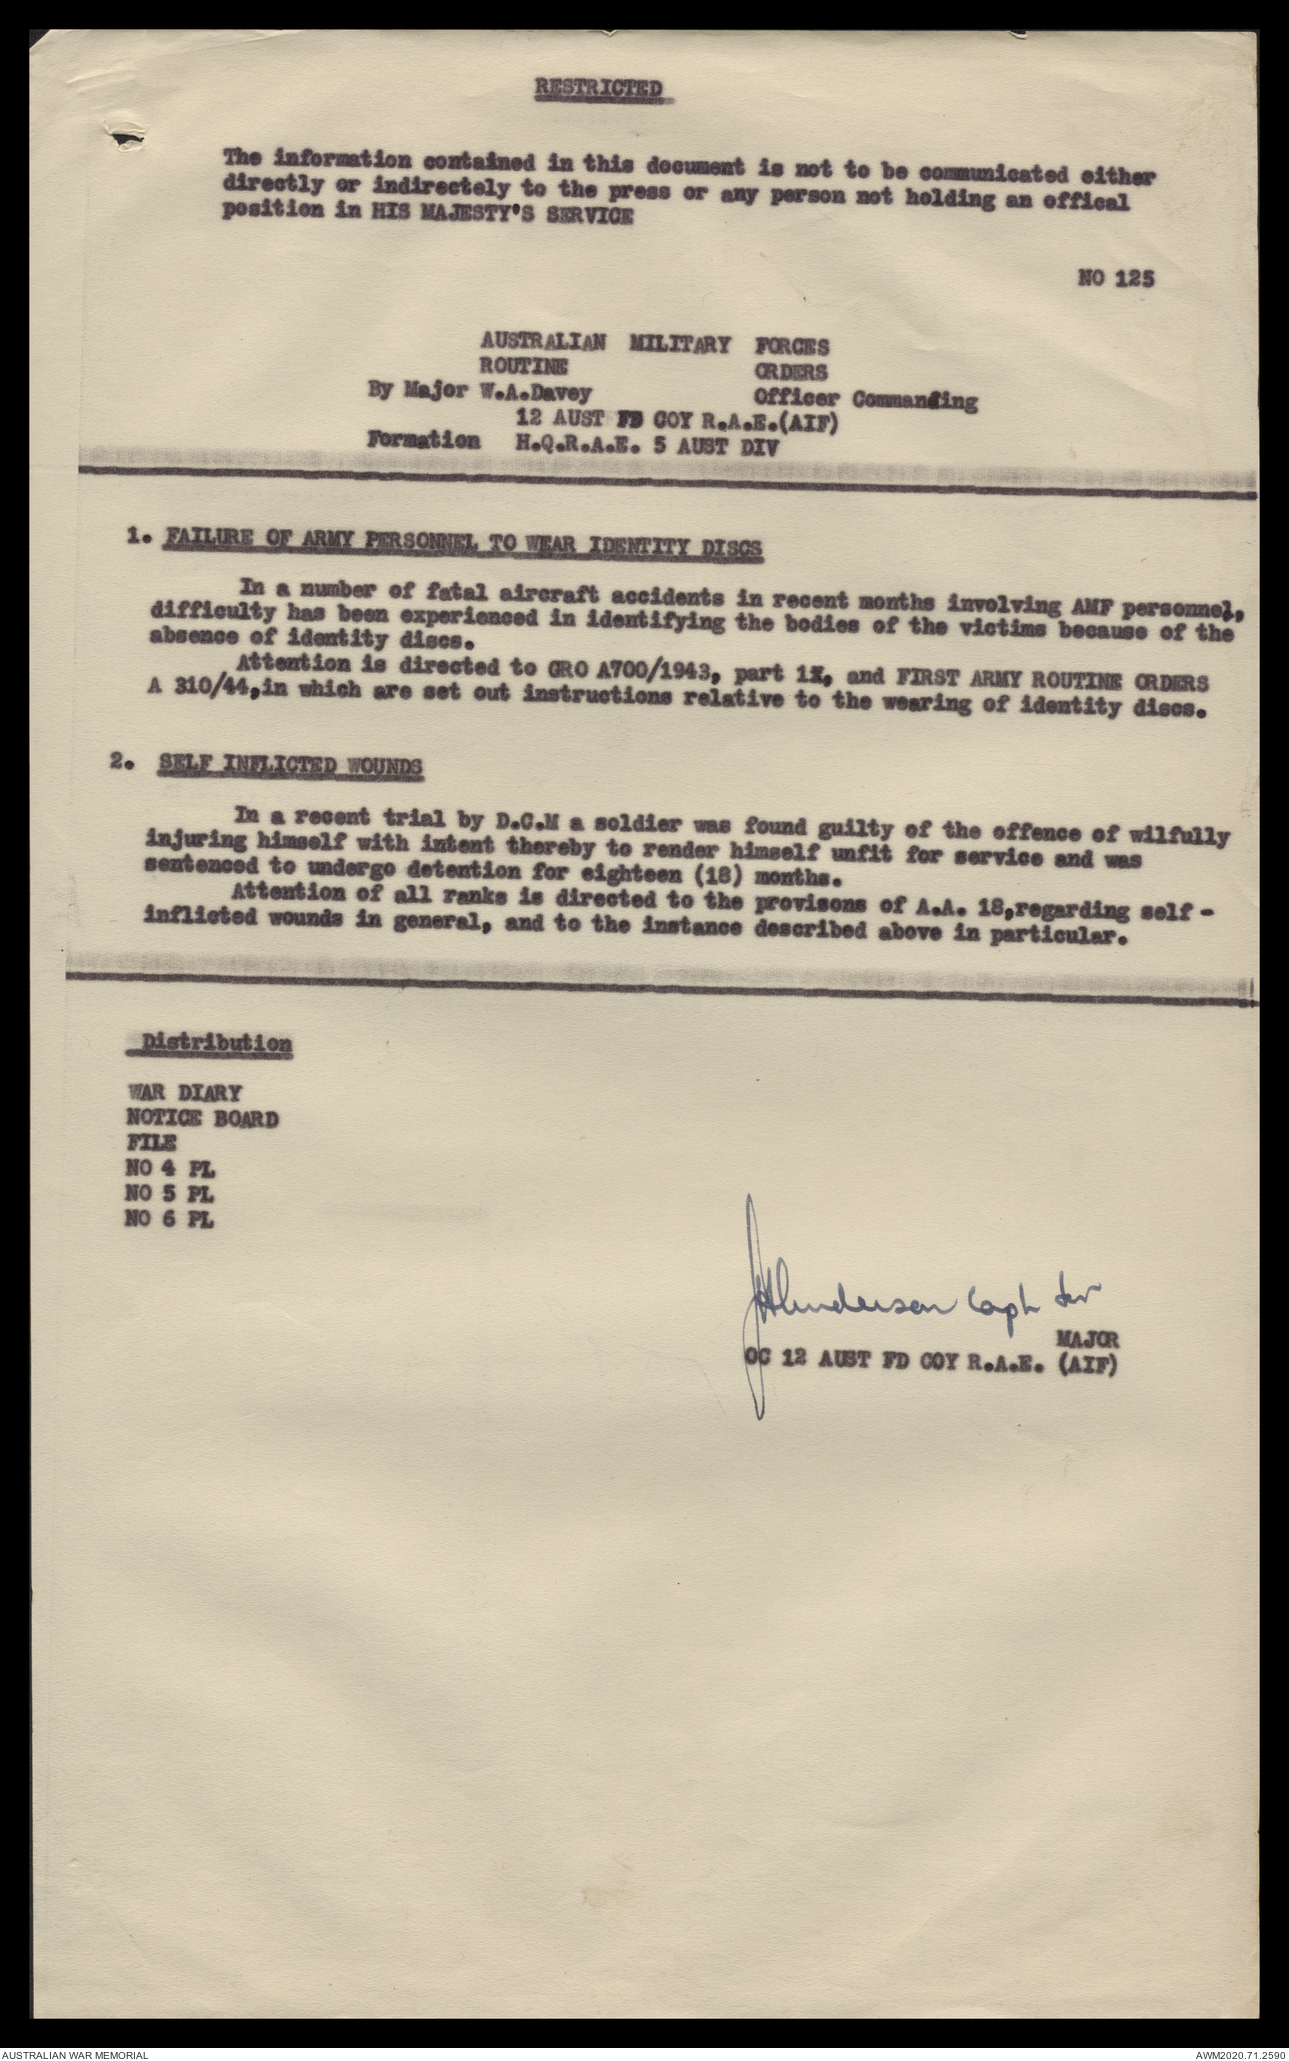 RESTRICTED
The information contained in this document is not to be communicated either
directly or indirectely to the press or any person not holding an offical
position in HIS MAJESTY'S SERVICE
NO 125
AUSTRALIAN MILITARY FORCES
ROUTINE ORDERS
By Major W.A.Davey Officer Commanding
12 AUST FD COY R.A.E.(AIF)
Formation H.Q.R.A.E. 5 AUST DIV
1. FAILURE OF ARMY PERSONNEL TO WEAR IDENTITY DISCS
In a number of fatal aircraft accidents in recent months involving AMF personnel,
difficulty has been experienced in identifying the bodies of the victims because of the
absence of identity discs.
Attention is directed to GRO A700/1943, part 1X, and FIRST ARMY ROUTINE ORDERS
A 310/44,in which are set out instructions relative to the wearing of identity discs.
2. SELF INFLICTED WOUNDS
In a recent trial by D.C.M a soldier was found guilty of the offence of wilfully
injuring himself with intent thereby to render himself unfit for service and was
sentenced to undergo detention for eighteen (18) months.
Attention of all ranks is directed to the provisons of A.A. 18,regarding self -
inflicted wounds in general, and to the instance described above in particular.
Distribution
WAR DIARY
NOTICE BOARD
FILE
NO 4 PL
NO 5 PL
NO 6 PL
Henderson Capt for
MAJOR
OC 12 AUST FD COY R.A.E. (AIF)
AUSTRALIAN WAR MEMORIAL
AWM2020.71.2590